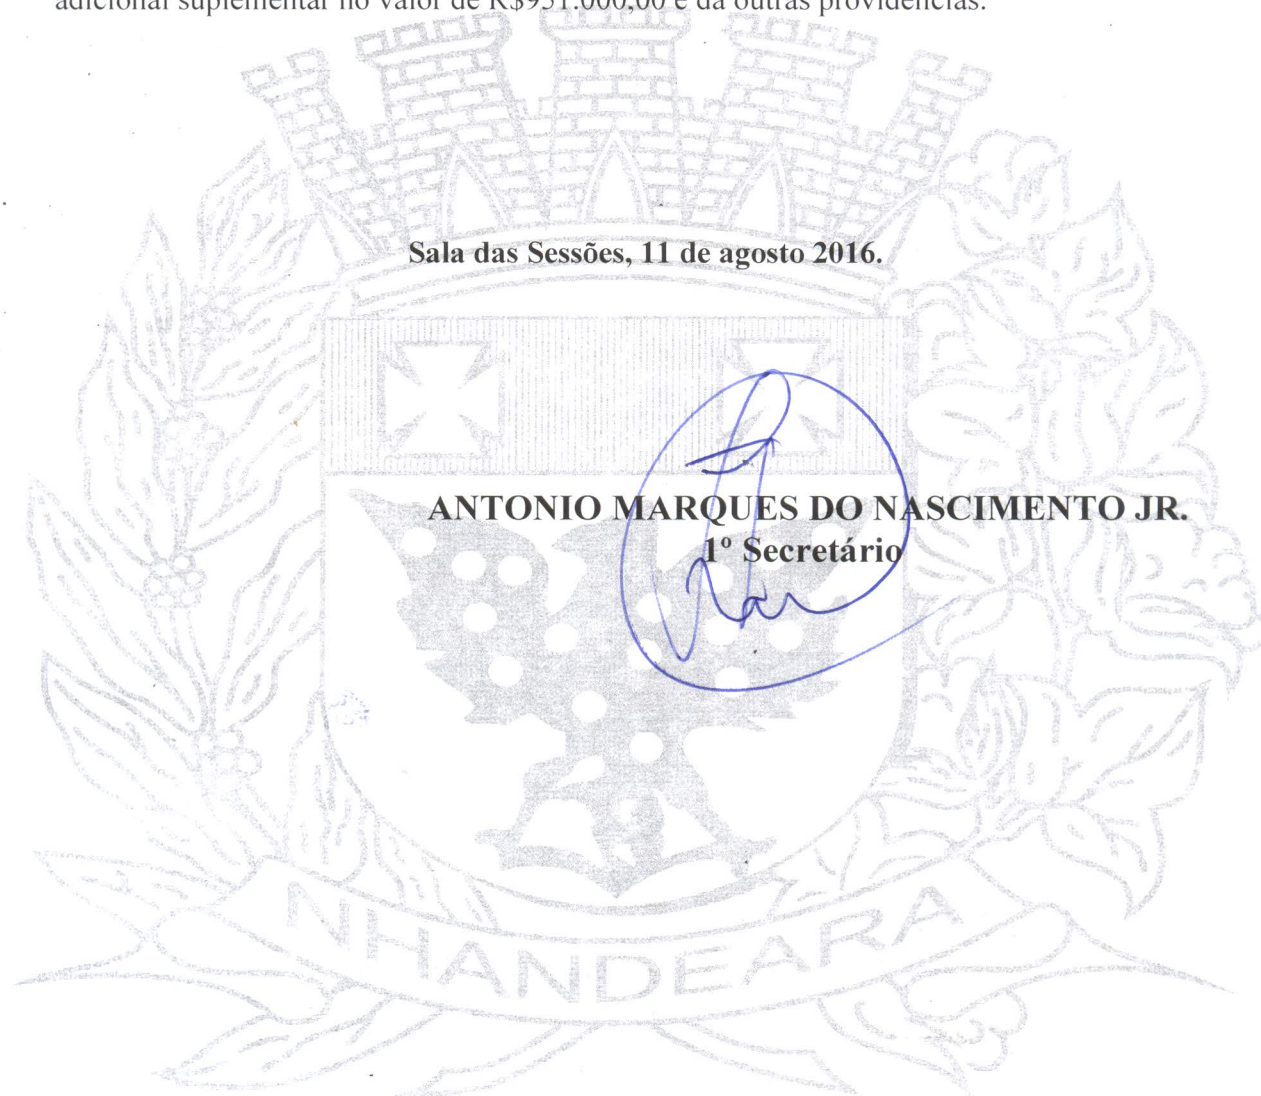 adicional suplementar no valor de R$951.000,00 e dá outras providências.
Sala das Sessões, 11 de agosto 2016.
ANTONIO MARQUES DO NASCIMENTO JR.
1º Secretário
NHANDEARA